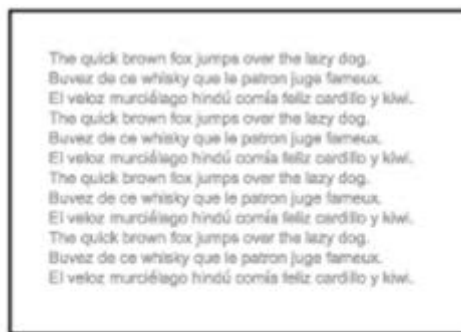 The quick brown fox jumps over the lazy dog.
Buvez de ce whisky que le patron juge fameux.
El veloz murciélago hindú comía feliz cardillo y kiwi.
The quick brown fox jumps over the lazy dog.
Buvez de ce whisky que le patron juge fameux.
El veloz murciélago hindú comía feliz cardillo y kiwi.
The quick brown fox jumps over the lazy dog.
Buvez de ce whisky que le patron juge fameux.
El veloz murciélago hindú comía feliz cardillo y kiwi.
The quick brown fox jumps over the lazy dog.
Buvez de ce whisky que le patron juge fameux.
El veloz murciélago hindú comía feliz cardillo y kiwi.